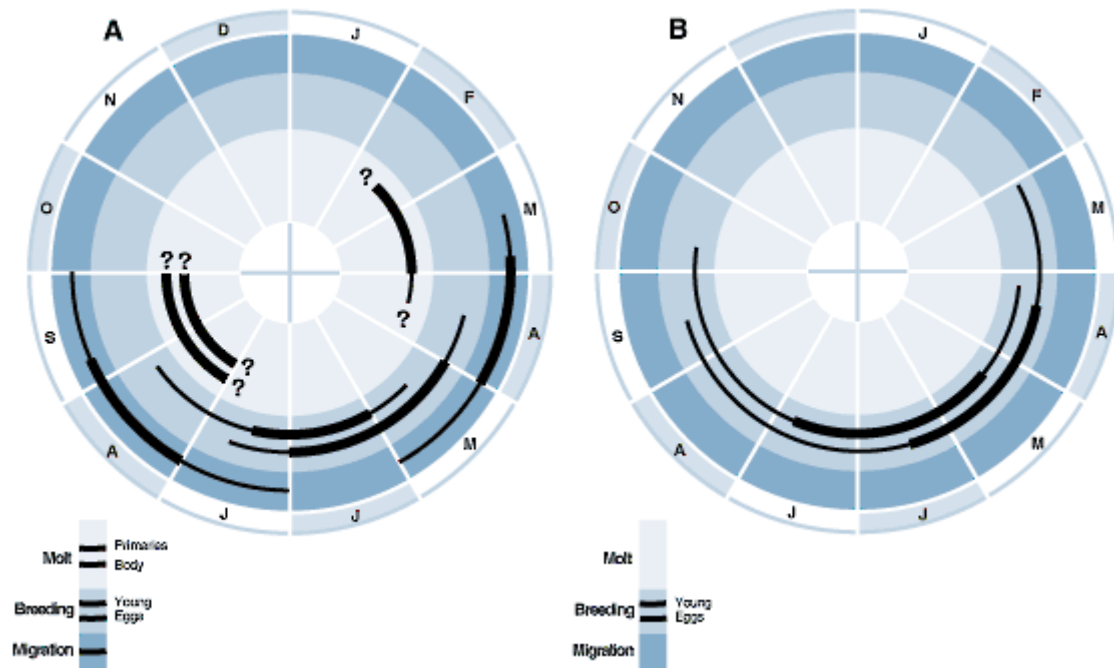 A
B
D
J
J
N
F
N
F
?
O
M
O
M
? ?
?
S
A
S
A
?
?
A
M
A
M
J
J
J
J
Molt
Primaries
Body
Breeding
Young
Eggs
Migration
Molt
Breeding
Young
Eggs
Migration